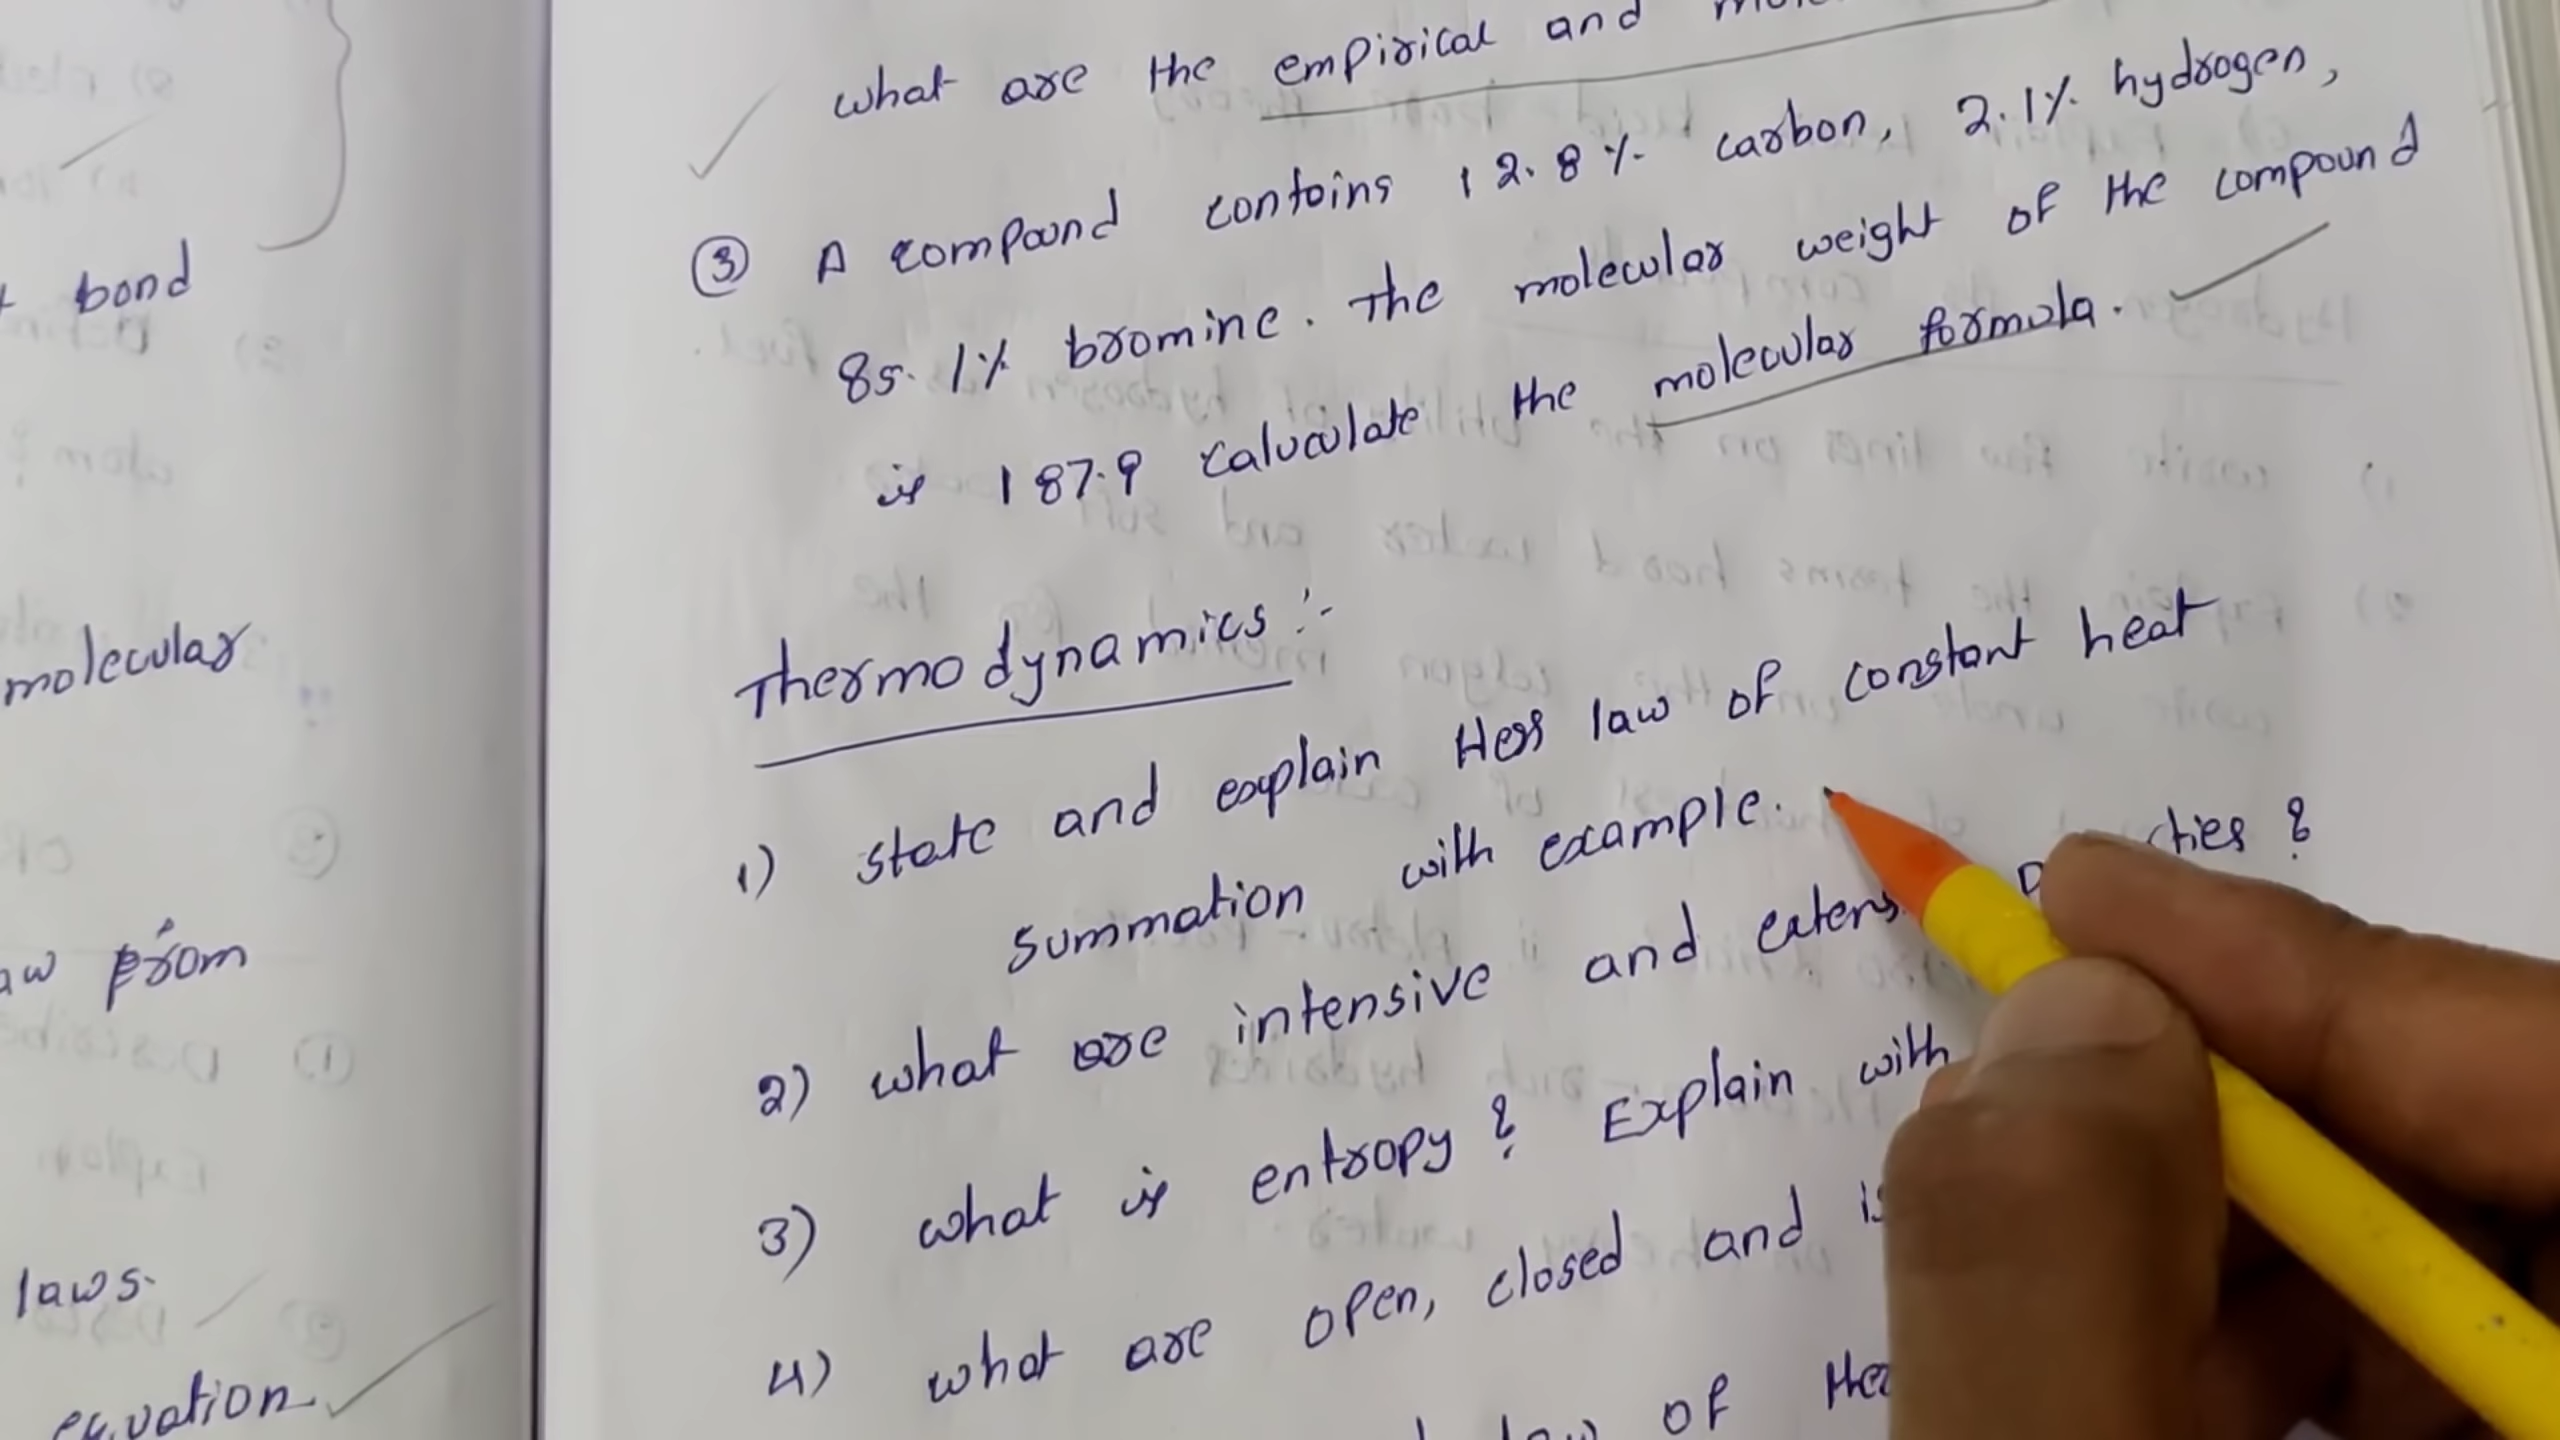 bond
molecular
from
laws.
equation
what are the empirical and
③ A compound contains 12.8% carbon, 2.1% hydrogen,
85.1% bromine. The molecular weight of the compound
is 187.9 caluculate the molecular formula.
Thermodynamics :-
1) state and explain Hess law of constant heat
summation with example.
2) what are intensive and
3) what is entropy? Explain with
4) what are open, closed and
law of